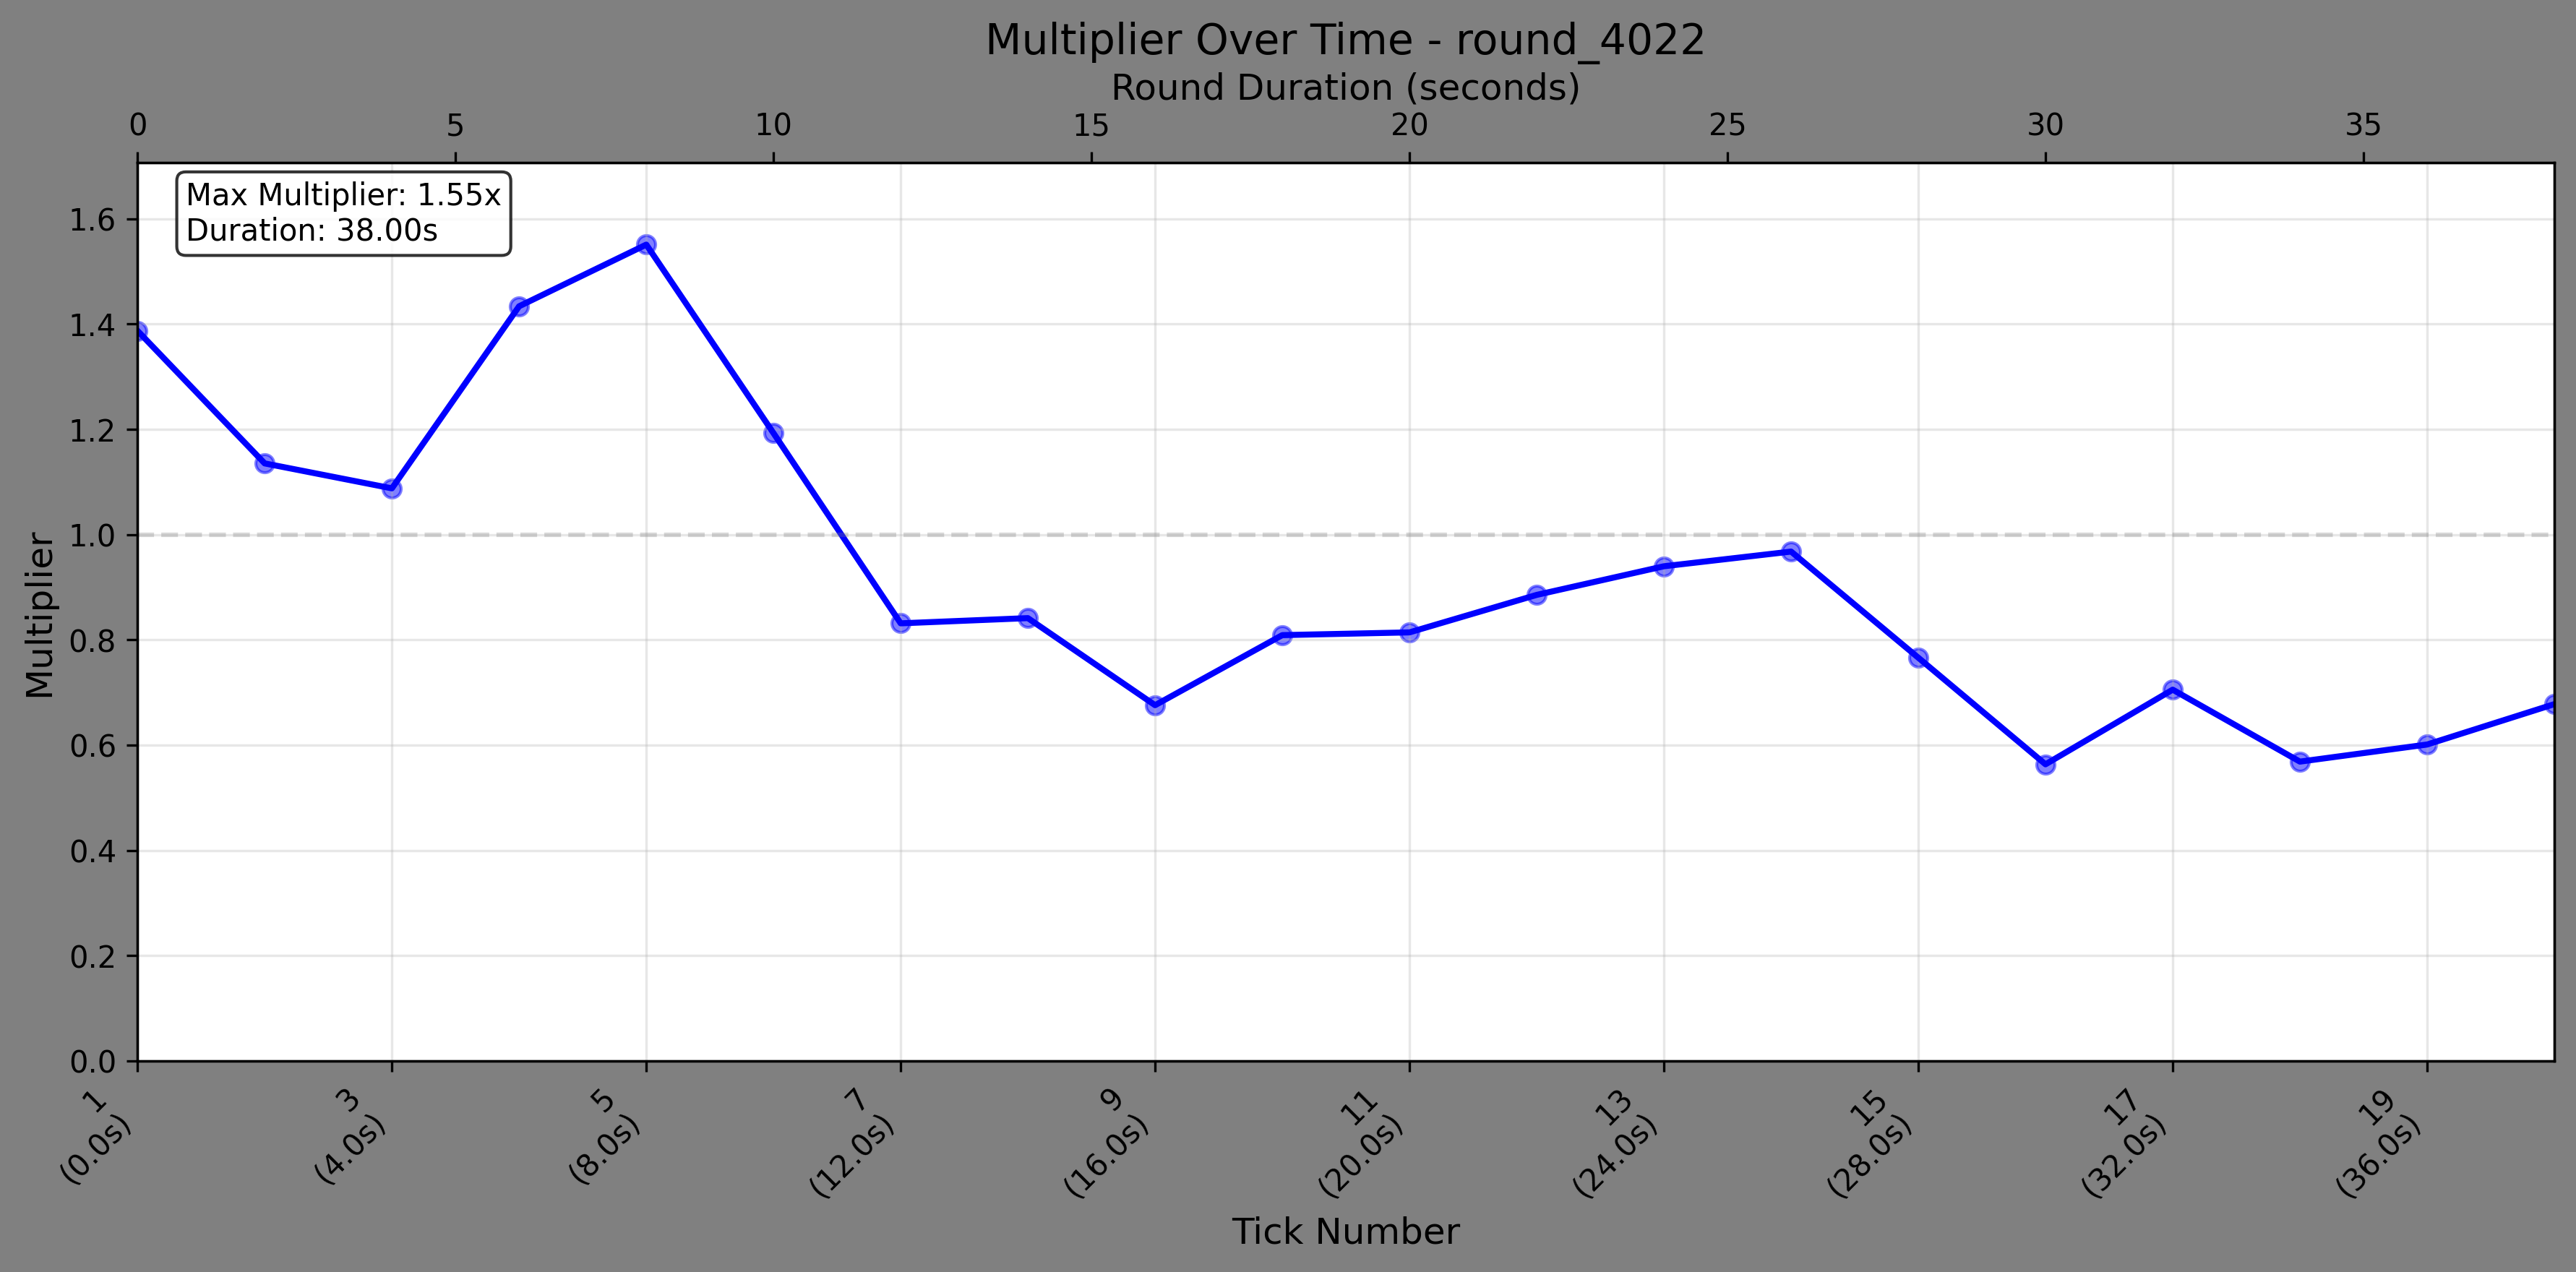 Multiplier Over Time - round_4022
Round Duration (seconds)
0 5 10 15 20 25 30 35
Max Multiplier: 1.55x
Duration: 38.00s
1.6
1.4
1.2
1.0
0.8
0.6
0.4
0.2
0.0
Multiplier
1 3 5 7 9 11 13 15 17 19
(0.0s) (4.0s) (8.0s) (12.0s) (16.0s) (20.0s) (24.0s) (28.0s) (32.0s) (36.0s)
Tick Number